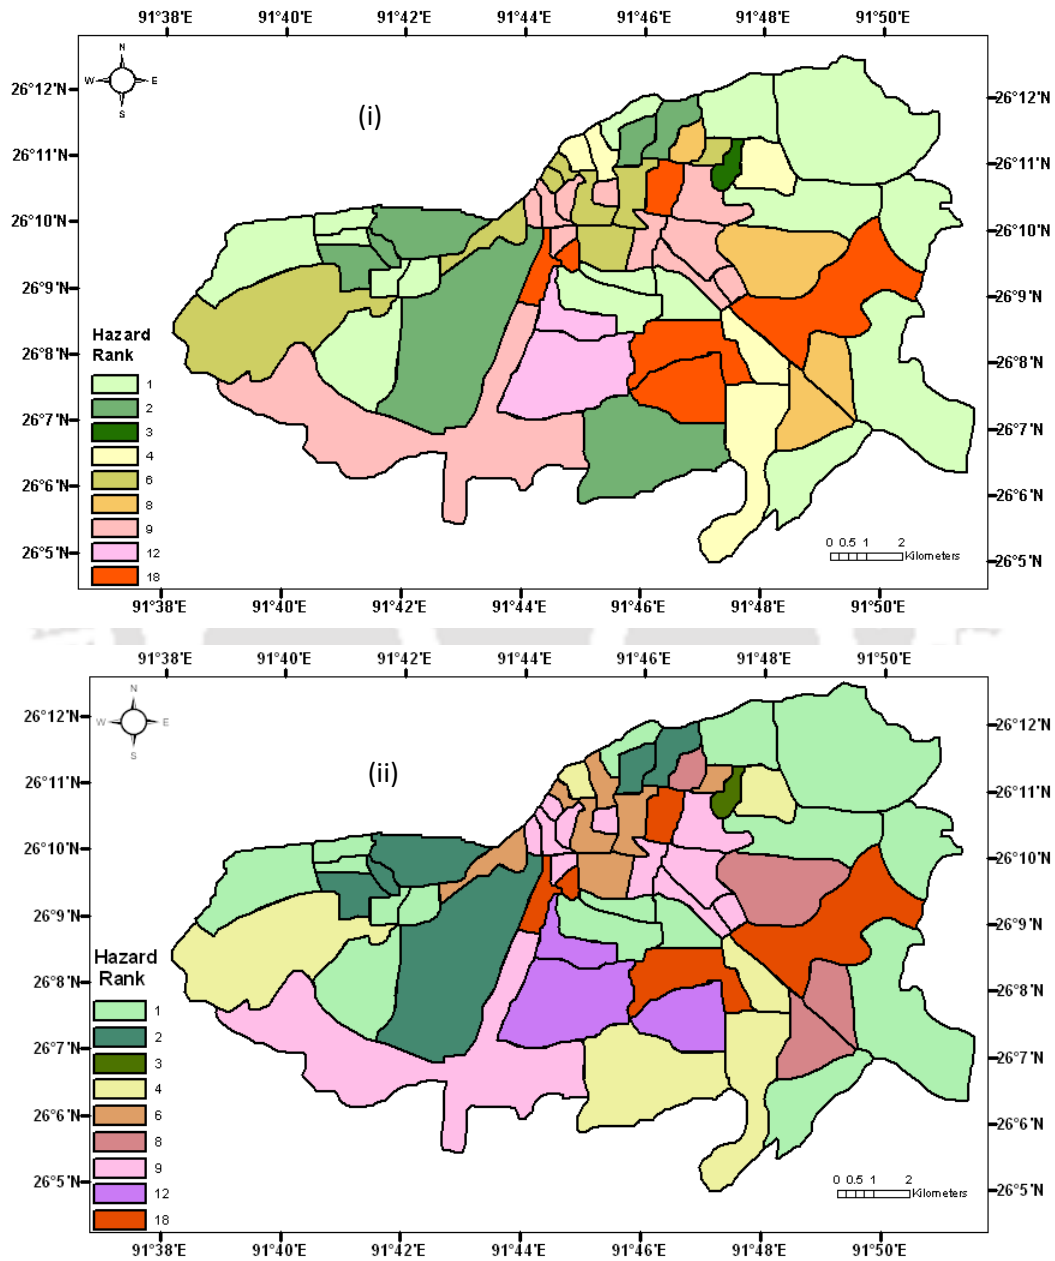 91°38'E 91°40'E 91°42'E 91°44'E 91°46'E 91°48'E 91°50'E
N
W E
S
(i)
26°12'N 26°12'N
26°11'N 26°11'N
26°10'N 26°10'N
26°9'N 26°9'N
26°8'N 26°8'N
26°7'N 26°7'N
26°6'N 26°6'N
26°5'N 26°5'N
Hazard
Rank
1
2
3
4
6
8
9
12
18
0 0.5 1 2
Kilometers
91°38'E 91°40'E 91°42'E 91°44'E 91°46'E 91°48'E 91°50'E
91°38'E 91°40'E 91°42'E 91°44'E 91°46'E 91°48'E 91°50'E
N
W E
S
(ii)
26°12'N 26°12'N
26°11'N 26°11'N
26°10'N 26°10'N
26°9'N 26°9'N
26°8'N 26°8'N
26°7'N 26°7'N
26°6'N 26°6'N
26°5'N 26°5'N
Hazard
Rank
1
2
3
4
6
8
9
12
18
0 0.5 1 2
Kilometers
91°38'E 91°40'E 91°42'E 91°44'E 91°46'E 91°48'E 91°50'E